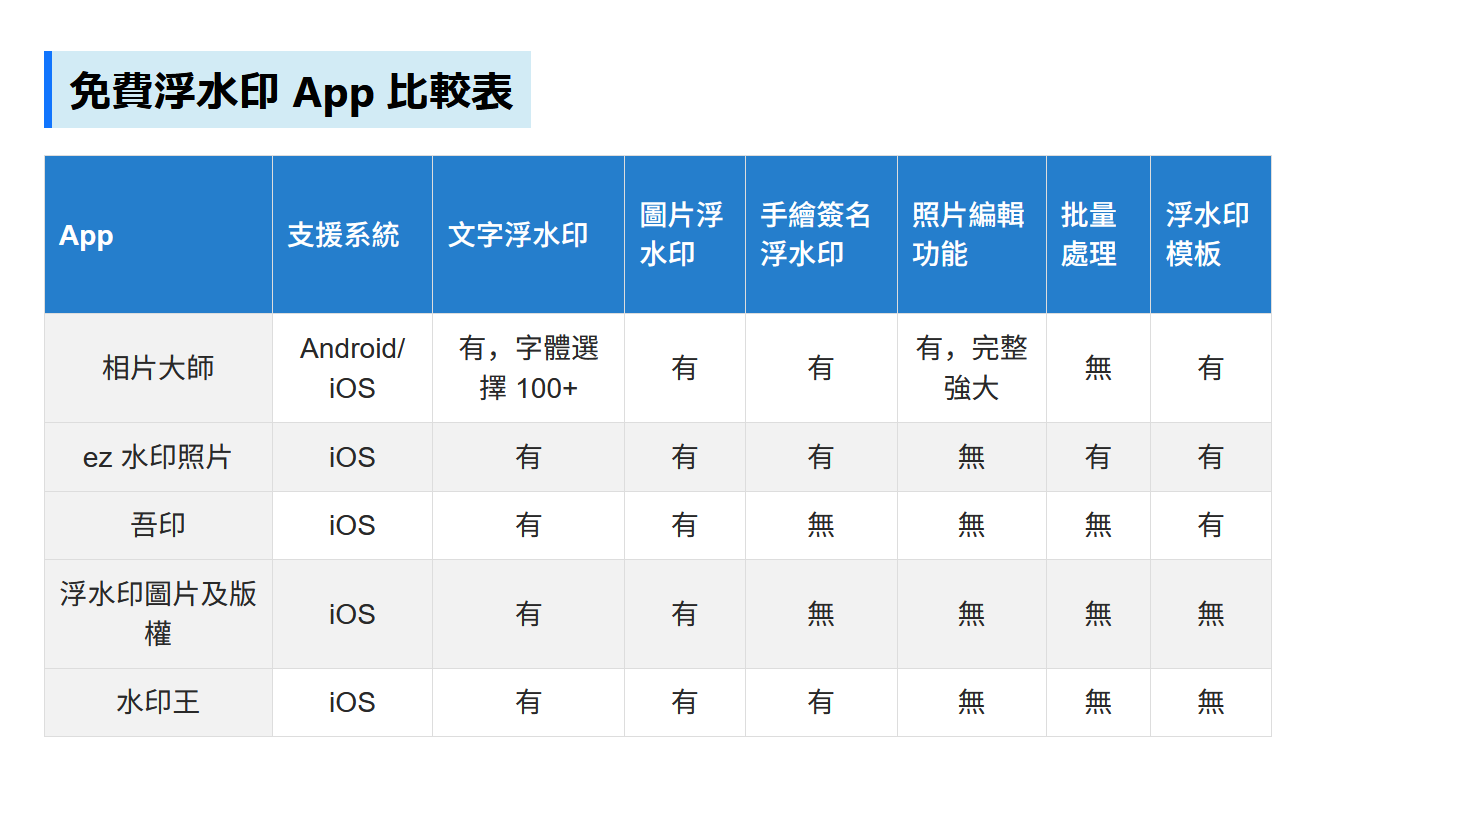 免費浮水印 App 比較表
App 支援系統 文字浮水印 圖片浮水印 手繪簽名浮水印 照片編輯功能 批量處理 浮水印模板
相片大師 Android/iOS 有，字體選擇 100+ 有 有 有，完整強大 無 有
ez 水印照片 iOS 有 有 有 無 有 有
吾印 iOS 有 有 無 無 無 有
浮水印圖片及版權 iOS 有 有 無 無 無 無
水印王 iOS 有 有 有 無 無 無